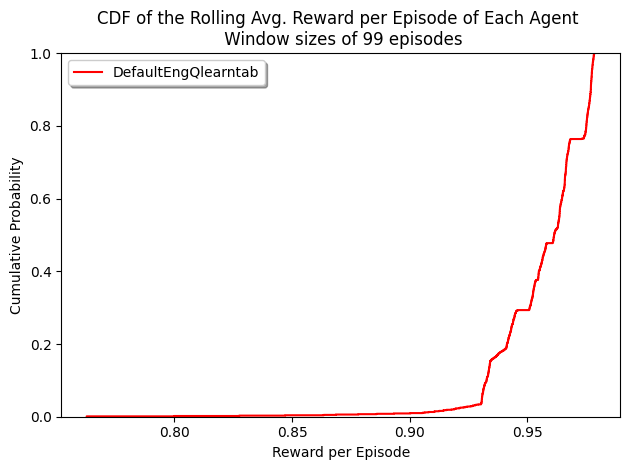 CDF of the Rolling Avg. Reward per Episode of Each Agent
Window sizes of 99 episodes
DefaultEngQlearntab
Cumulative Probability
1.0
0.8
0.6
0.4
0.2
0.0
0.80
0.85
0.90
0.95
Reward per Episode